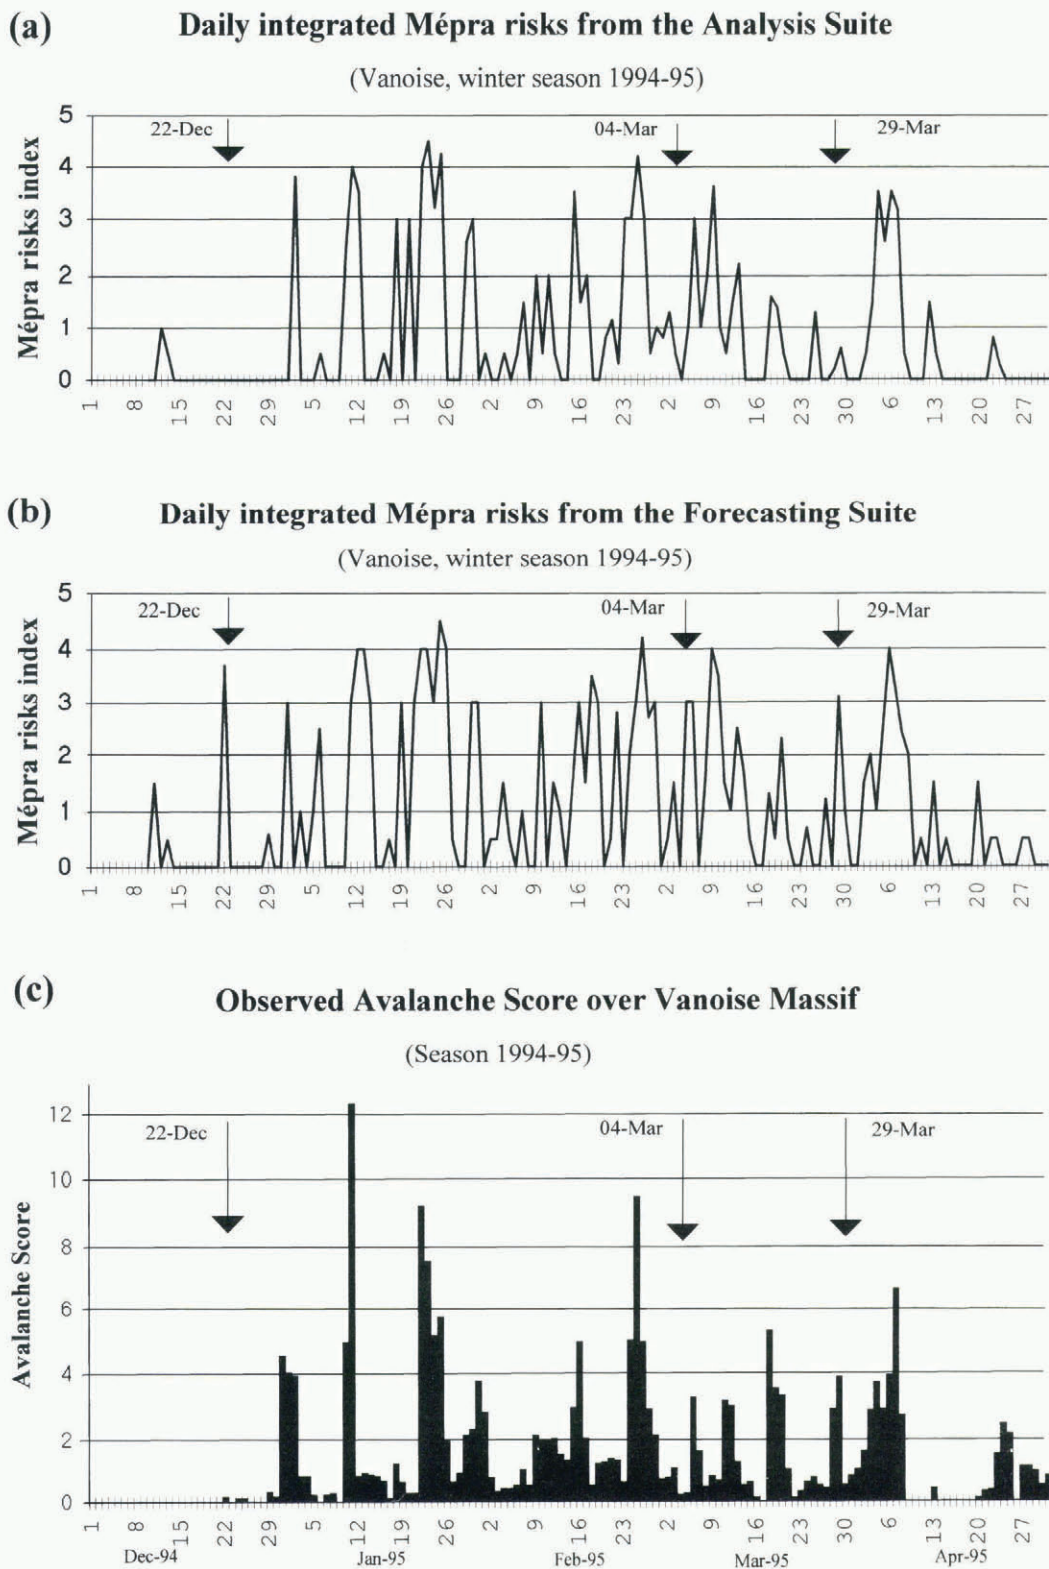 (a) Daily integrated Mépra risks from the Analysis Suite
(Vanoise, winter season 1994-95)
Mépra risks index
5
4
3
2
1
0
22-Dec
04-Mar
29-Mar
1 8 15 22 29 5 12 19 26 2 9 16 23 2 9 16 23 30 6 13 20 27
(b) Daily integrated Mépra risks from the Forecasting Suite
(Vanoise, winter season 1994-95)
Mépra risks index
5
4
3
2
1
0
22-Dec
04-Mar
29-Mar
1 8 15 22 29 5 12 19 26 2 9 16 23 2 9 16 23 30 6 13 20 27
(c) Observed Avalanche Score over Vanoise Massif
(Season 1994-95)
Avalanche Score
12
10
8
6
4
2
0
22-Dec
04-Mar
29-Mar
1 8 15 22 29 5 12 19 26 2 9 16 23 2 9 16 23 30 6 13 20 27
Dec-94 Jan-95 Feb-95 Mar-95 Apr-95